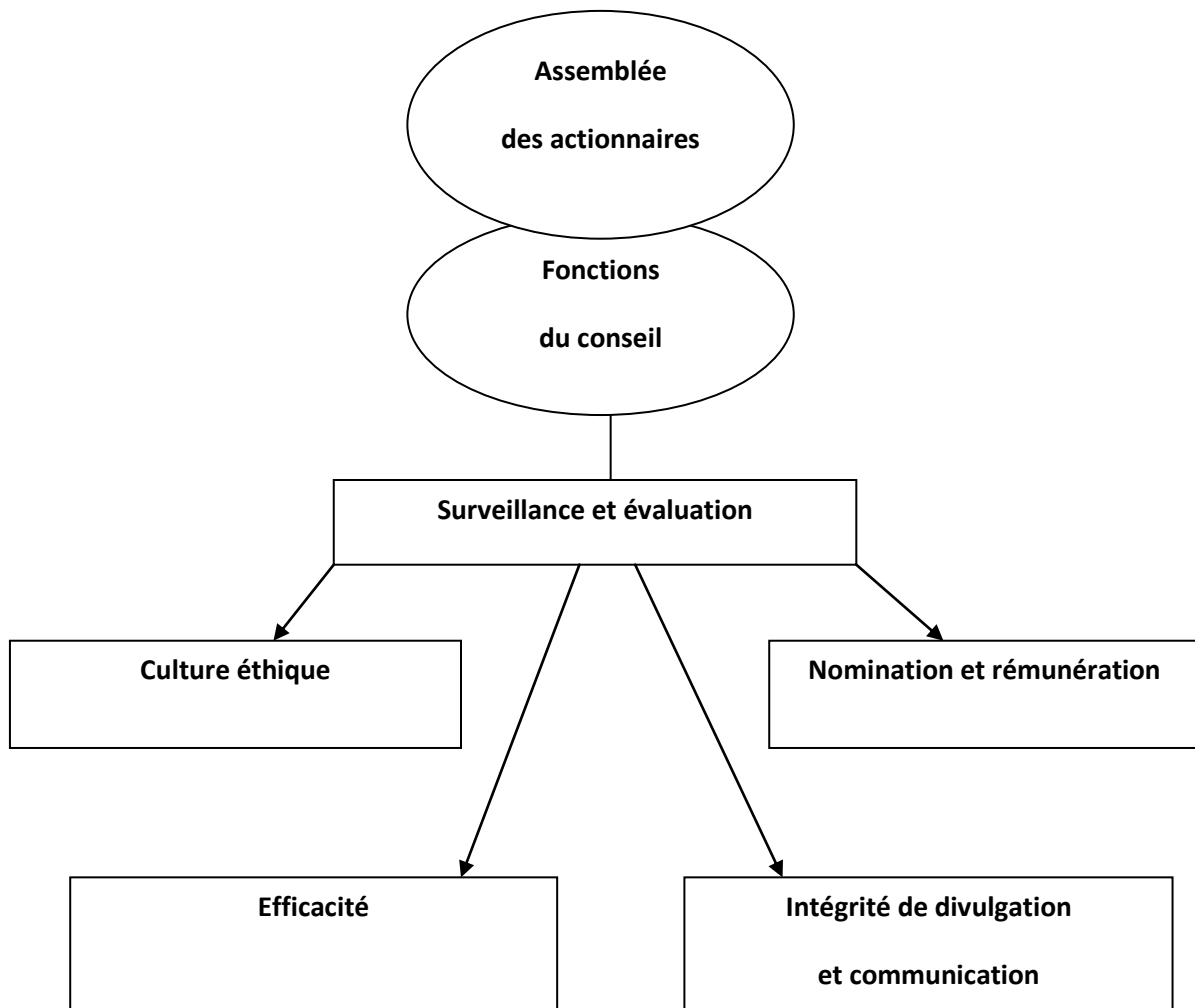 Assemblée
des actionnaires
Fonctions
du conseil
Surveillance et évaluation
Culture éthique
Nomination et rémunération
Efficacité
Intégrité de divulgation
et communication